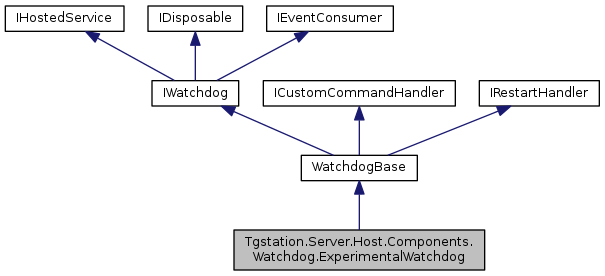 IHostedService
IDisposable
IEventConsumer
IWatchdog
ICustomCommandHandler
IRestartHandler
WatchdogBase
Tgstation.Server.Host.Components.
Watchdog.ExperimentalWatchdog